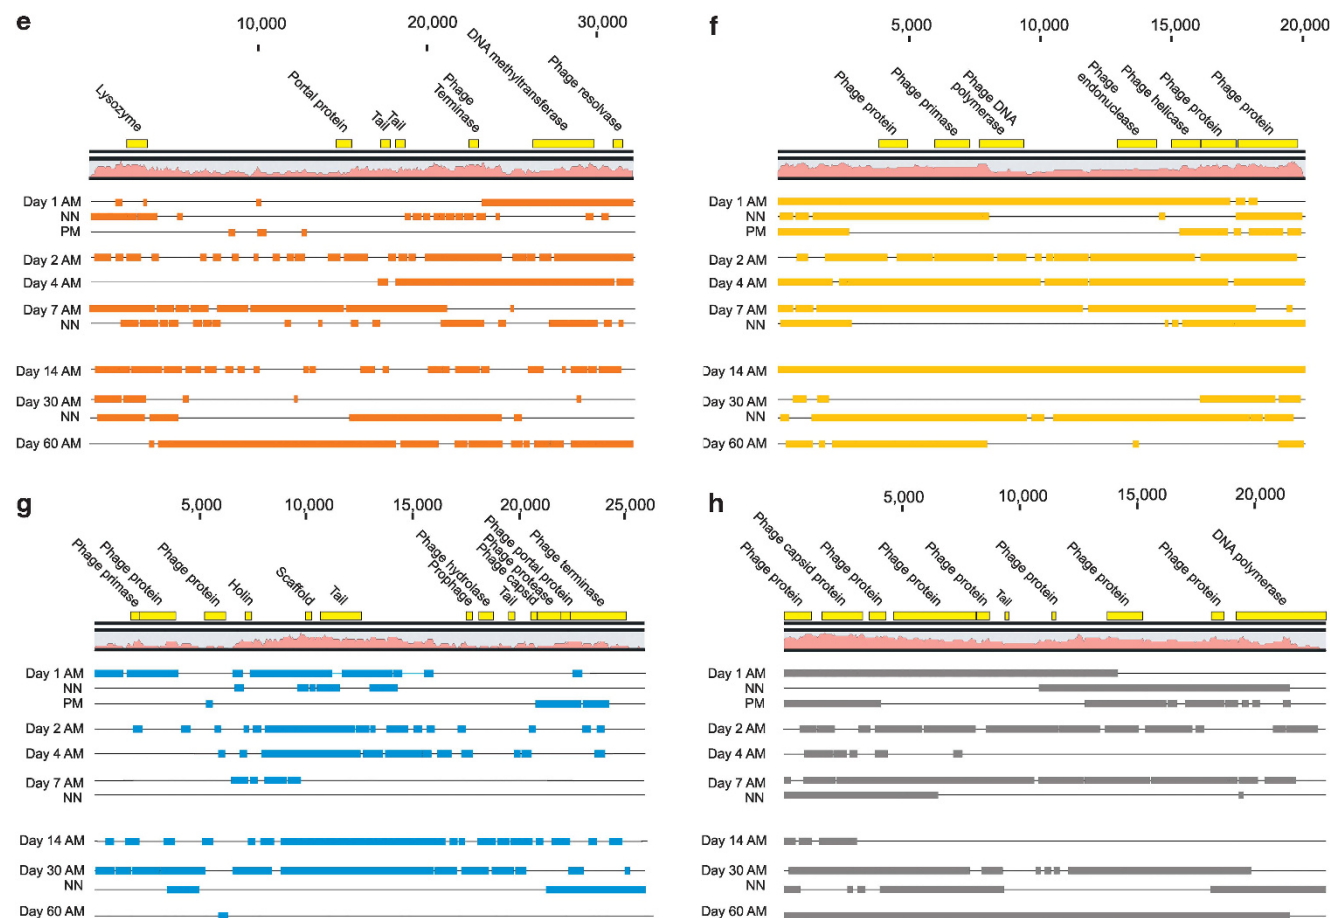 e
10,000
20,000
30,000
Lysozyme
Portal protein
Tail
Tail
Phage
Terminase
DNA methyltransferase
Phage resolvase
Day 1 AM
NN
PM
Day 2 AM
Day 4 AM
Day 7 AM
NN
Day 14 AM
Day 30 AM
NN
Day 60 AM
f
5,000
10,000
15,000
20,000
Phage protein
Phage primase
Phage DNA
polymerase
Phage
endonuclease
Phage helicase
Phage protein
Phage protein
Day 1 AM
NN
PM
Day 2 AM
Day 4 AM
Day 7 AM
NN
Day 14 AM
Day 30 AM
NN
Day 60 AM
g
5,000
10,000
15,000
20,000
25,000
Phage primase
Phage protein
Phage protein
Holin
Scaffold
Tail
Prophage
Phage hydrolase
Tail
Phage capsid
Phage protease
Phage portal protein
Phage terminase
Day 1 AM
NN
PM
Day 2 AM
Day 4 AM
Day 7 AM
NN
Day 14 AM
Day 30 AM
NN
Day 60 AM
h
5,000
10,000
15,000
20,000
Phage protein
Phage capsid protein
Phage protein
Phage protein
Phage protein
Tail
Phage protein
Phage protein
Phage protein
DNA polymerase
Day 1 AM
NN
PM
Day 2 AM
Day 4 AM
Day 7 AM
NN
Day 14 AM
Day 30 AM
NN
Day 60 AM